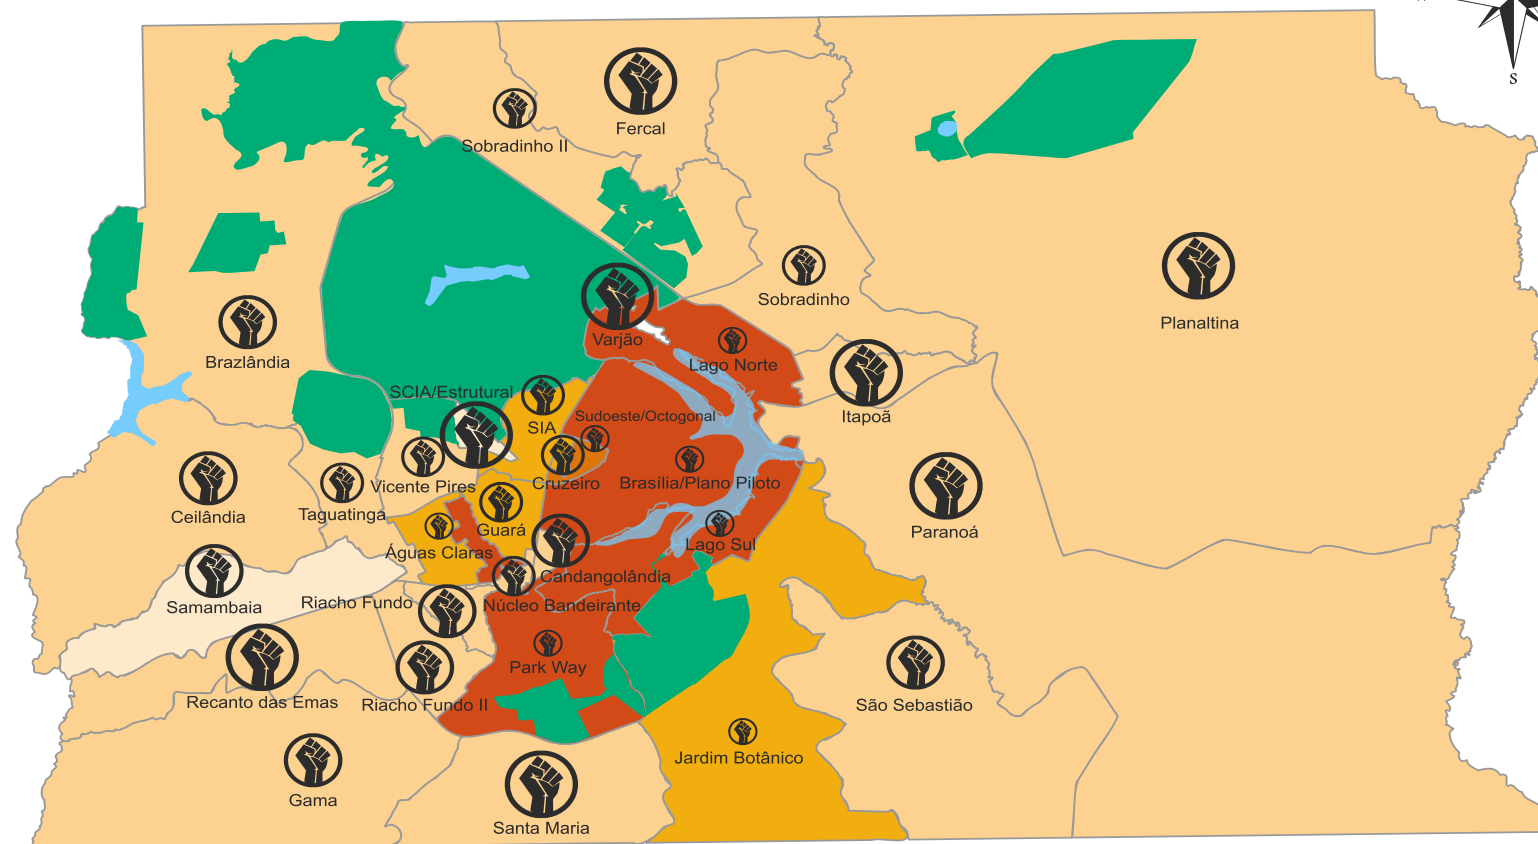 S
Fercal
Sobradinho II
Sobradinho
Planaltina
Varjão
Brazlândia
Lago Norte
SCIA/Estrutural
Itapoã
Sudoeste/Octogonal
SIA
Vicente Pires
Cruzeiro
Brasília/Plano Piloto
Ceilândia
Taguatinga
Guará
Paranoá
Águas Claras
Lago Sul
Candangolândia
Samambaia
Riacho Fundo
Núcleo Bandeirante
Park Way
Recanto das Emas
Riacho Fundo II
São Sebastião
Jardim Botânico
Gama
Santa Maria